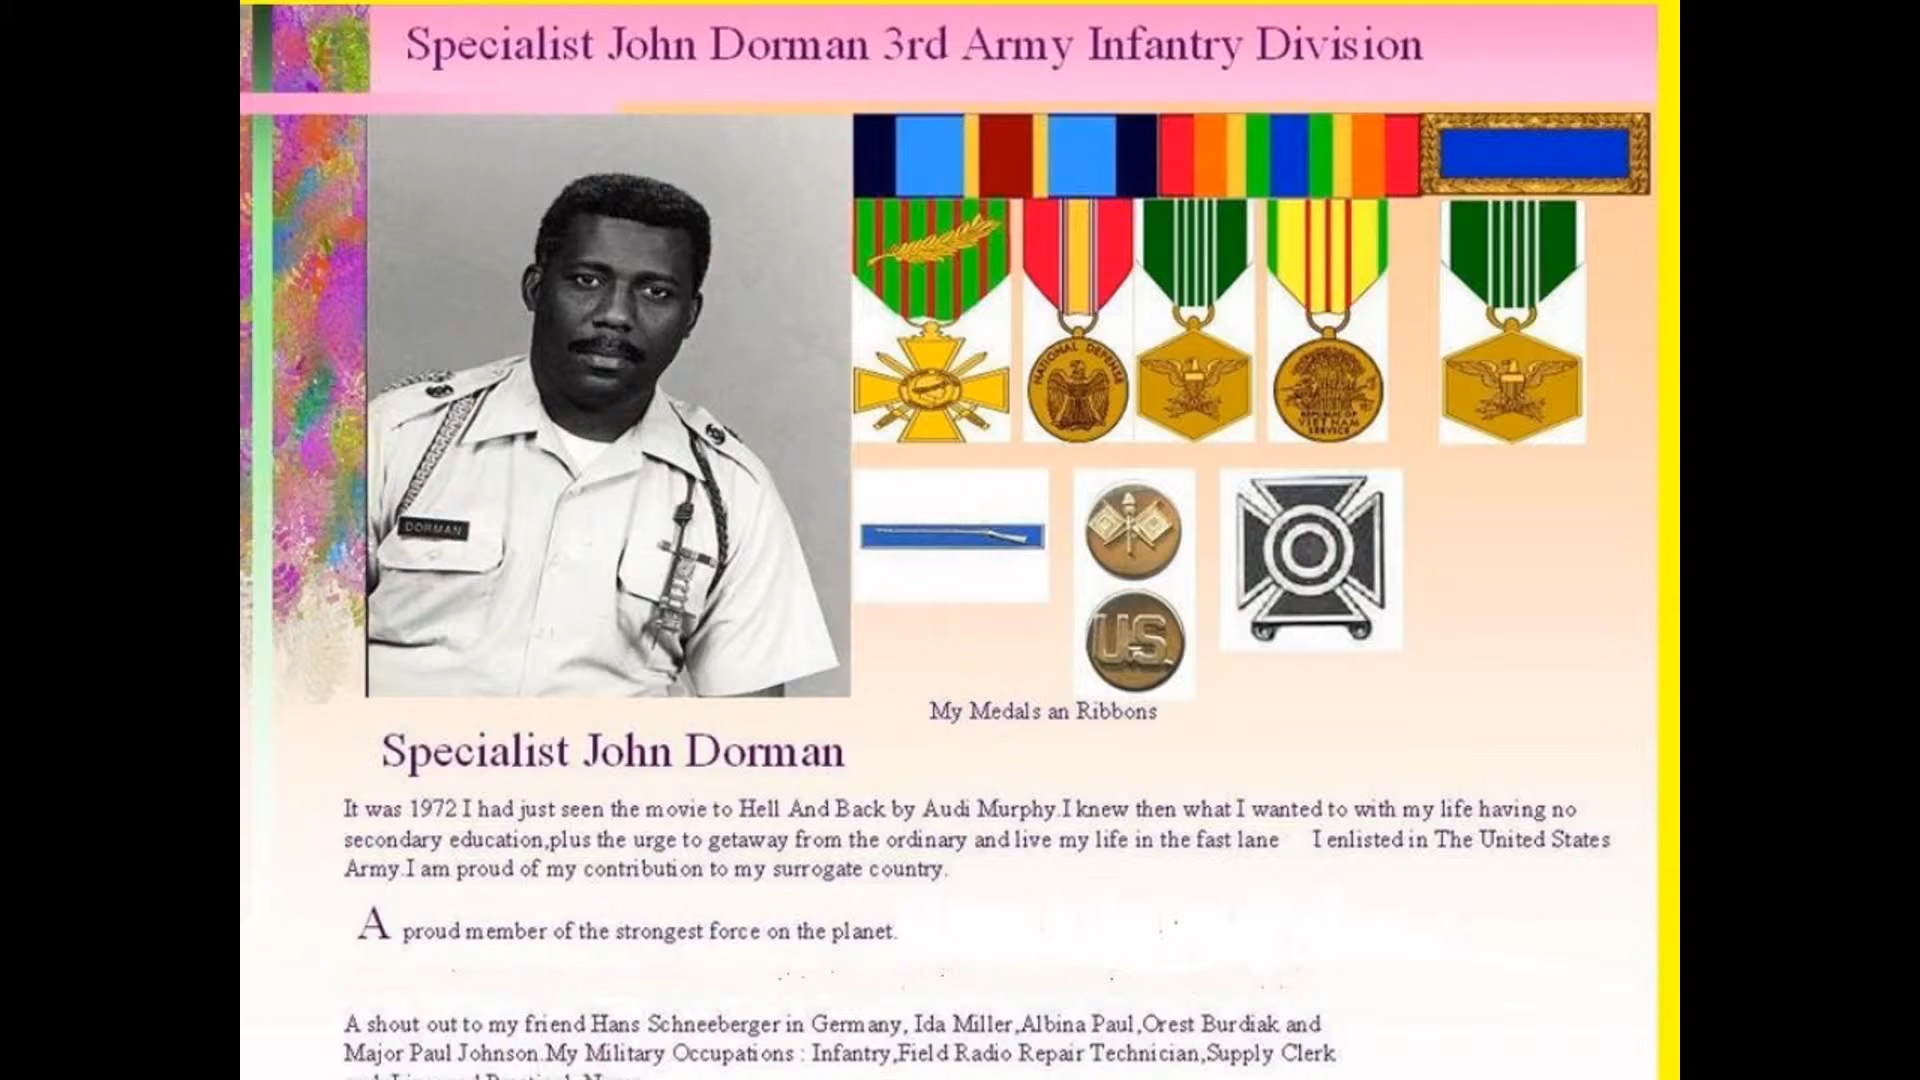 Specialist John Dorman 3rd Army Infantry Division
DORMAN
NATIONAL DEFENSE
REPUBLIC OF
VIET NAM
SERVICE
U.S.
My Medals an Ribbons
Specialist John Dorman
It was 1972 I had just seen the movie to Hell And Back by Audi Murphy.I knew then what I wanted to with my life having no
secondary education,plus the urge to getaway from the ordinary and live my life in the fast lane I enlisted in The United States
Army.I am proud of my contribution to my surrogate country.
A proud member of the strongest force on the planet.
A shout out to my friend Hans Schneeberger in Germany, Ida Miller,Albina Paul,Orest Burdiak and
Major Paul Johnson.My Military Occupations : Infantry,Field Radio Repair Technician,Supply Clerk